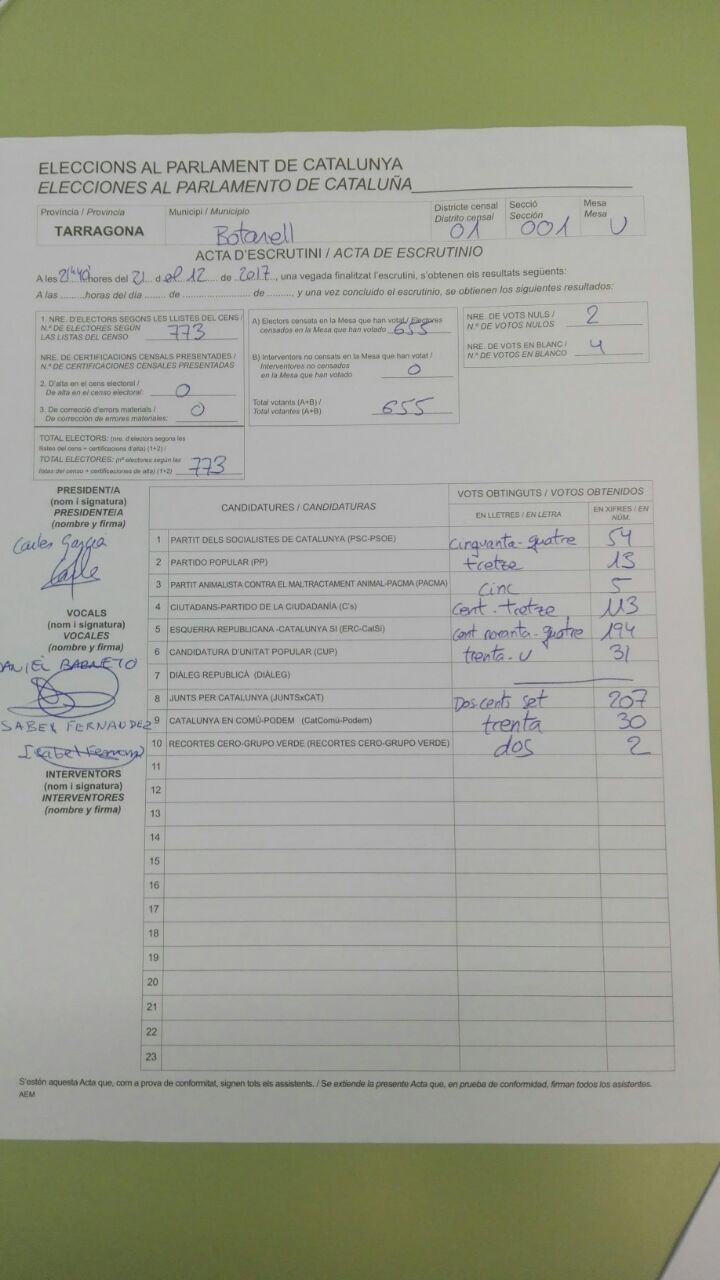 ELECCIONS AL PARLAMENT DE CATALUNYA
ELECCIONES AL PARLAMENTO DE CATALUÑA
Província / Provincia
TARRAGONA
Municipi / Municipio
Botarell
Districte censal
Distrito censal
01
Secció
Sección
001
Mesa
Mesa
U
ACTA D'ESCRUTINI / ACTA DE ESCRUTINIO
A les 21h40 hores del 21 d el 12 de 2017, una vegada finalitzat l'escrutini, s'obtenen els resultats següents:
A las ........horas del día ....... de ................... de ........, y una vez concluido el escrutinio, se obtienen los siguientes resultados:
1. NRE. D'ELECTORS SEGONS LES LLISTES DEL CENS /
N.º DE ELECTORES SEGÚN
LAS LISTAS DEL CENSO 773
NRE. DE CERTIFICACIONS CENSALS PRESENTADES /
N.º DE CERTIFICACIONES CENSALES PRESENTADAS
2. D'alta en el cens electoral /
De alta en el censo electoral: 0
3. De correcció d'errors materials /
De corrección de errores materiales: 0
TOTAL ELECTORS: (nre. d'electors segons les
llistes del cens + certificacions d'alta) (1+2) /
TOTAL ELECTORES: (nº electores según las
listas del censo + certificaciones de alta) (1+2) 773
A) Electors censats en la Mesa que han votat / Electores
censados en la Mesa que han votado 655
B) Interventors no censats en la Mesa que han votat /
Interventores no censados
en la Mesa que han votado 0
Total votants (A+B) /
Total votantes (A+B) 655
NRE. DE VOTS NULS /
N.º DE VOTOS NULOS 2
NRE. DE VOTS EN BLANC /
N.º DE VOTOS EN BLANCO 4
PRESIDENT/A
(nom i signatura)
PRESIDENTE/A
(nombre y firma)
Carles Garcia
VOCALS
(nom i signatura)
VOCALES
(nombre y firma)
DANIEL BARNETO
ISABEL FERNANDEZ
INTERVENTORS
(nom i signatura)
INTERVENTORES
(nombre y firma)
CANDIDATURES / CANDIDATURAS
VOTS OBTINGUTS / VOTOS OBTENIDOS
EN LLETRES / EN LETRA
EN XIFRES / EN NÚM.
1 PARTIT DELS SOCIALISTES DE CATALUNYA (PSC-PSOE) Cinquanta-quatre 54
2 PARTIDO POPULAR (PP) tretze 13
3 PARTIT ANIMALISTA CONTRA EL MALTRACTAMENT ANIMAL-PACMA (PACMA) cinc 5
4 CIUTADANS-PARTIDO DE LA CIUDADANÍA (C's) Cent-tretze 113
5 ESQUERRA REPUBLICANA -CATALUNYA SÍ (ERC-CatSí) Cent noranta-quatre 194
6 CANDIDATURA D'UNITAT POPULAR (CUP) trenta-u 31
7 DIÀLEG REPUBLICÀ (DIÀLEG)
8 JUNTS PER CATALUNYA (JUNTSxCAT) Dos cents set 207
9 CATALUNYA EN COMÚ-PODEM (CatComú-Podem) trenta 30
10 RECORTES CERO-GRUPO VERDE (RECORTES CERO-GRUPO VERDE) dos 2
11
12
13
14
15
16
17
18
19
20
21
22
23
S'estén aquesta Acta que, com a prova de conformitat, signen tots els assistents. / Se extiende la presente Acta que, en prueba de conformidad, firman todos los asistentes.
AEM